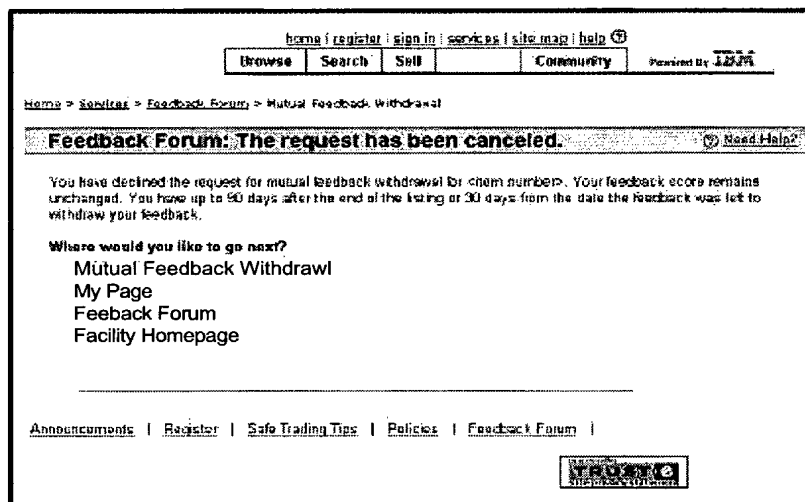 home | register | sign in | services | site map | help ?
Browse Search Sell Community Powered By IBM
Home > Services > Feedback Forum > Mutual Feedback Withdrawal
Feedback Forum: The request has been canceled. ? Need Help?
You have declined the request for mutual feedback withdrawal for <item number>. Your feedback score remains
unchanged. You have up to 90 days after the end of the listing or 30 days from the date the feedback was left to
withdraw your feedback.
Where would you like to go next?
Mutual Feedback Withdrawl
My Page
Feeback Forum
Facility Homepage
Announcements | Register | Safe Trading Tips | Policies | Feedback Forum |
TRUSTe